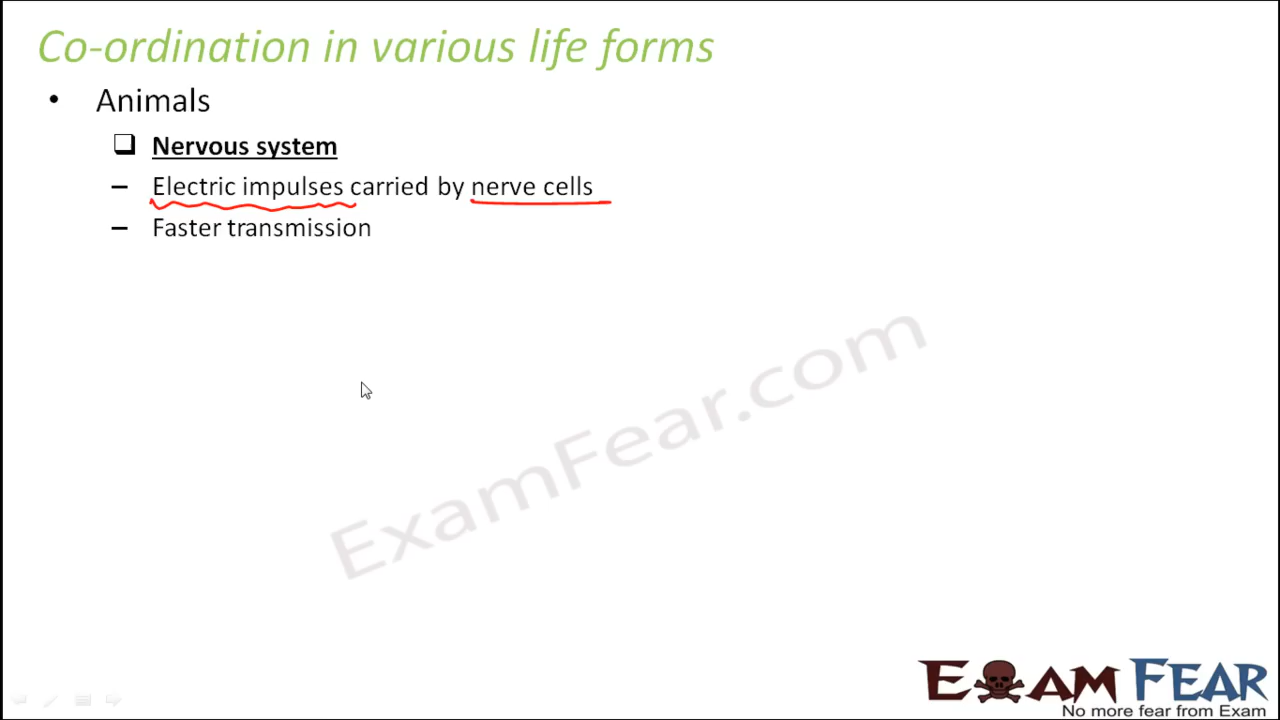 Co-ordination in various life forms
• Animals
❑ Nervous system
– Electric impulses carried by nerve cells
– Faster transmission
ExamFear.com
EXAM FEAR
No more fear from Exam